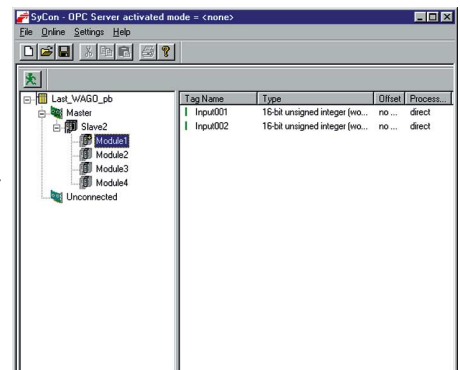 SyCon - OPC Server activated mode = <none>
File Online Settings Help
Last_WAGO_pb
Master
Slave2
Module1
Module2
Module3
Module4
Unconnected
Tag Name Type Offset Process...
Input001 16-bit unsigned integer (wo... no ... direct
Input002 16-bit unsigned integer (wo... no ... direct